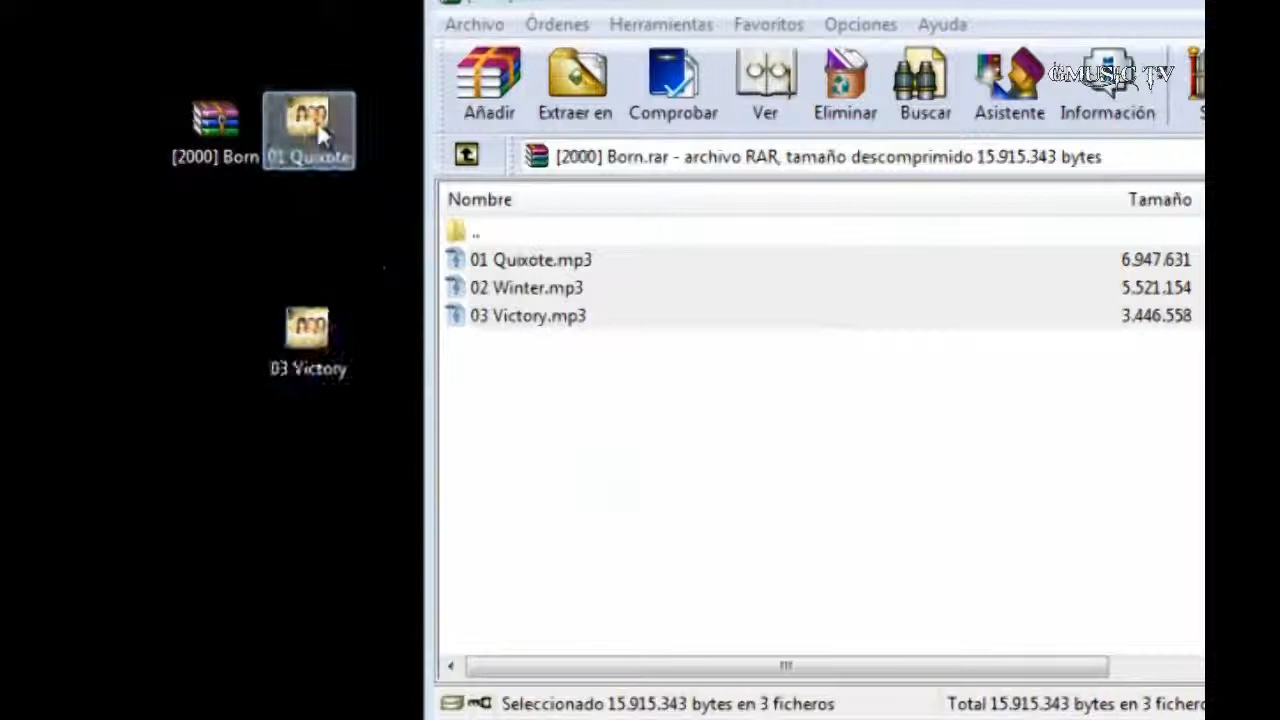 Archivo Órdenes Herramientas Favoritos Opciones Ayuda
GMUSIC TV
Añadir Extraer en Comprobar Ver Eliminar Buscar Asistente Información
[2000] Born 01 Quixote
[2000] Born.rar - archivo RAR, tamaño descomprimido 15.915.343 bytes
Nombre Tamaño
..
01 Quixote.mp3 6.947.631
02 Winter.mp3 5.521.154
03 Victory.mp3 3.446.558
03 Victory
Seleccionado 15.915.343 bytes en 3 ficheros Total 15.915.343 bytes en 3 ficher